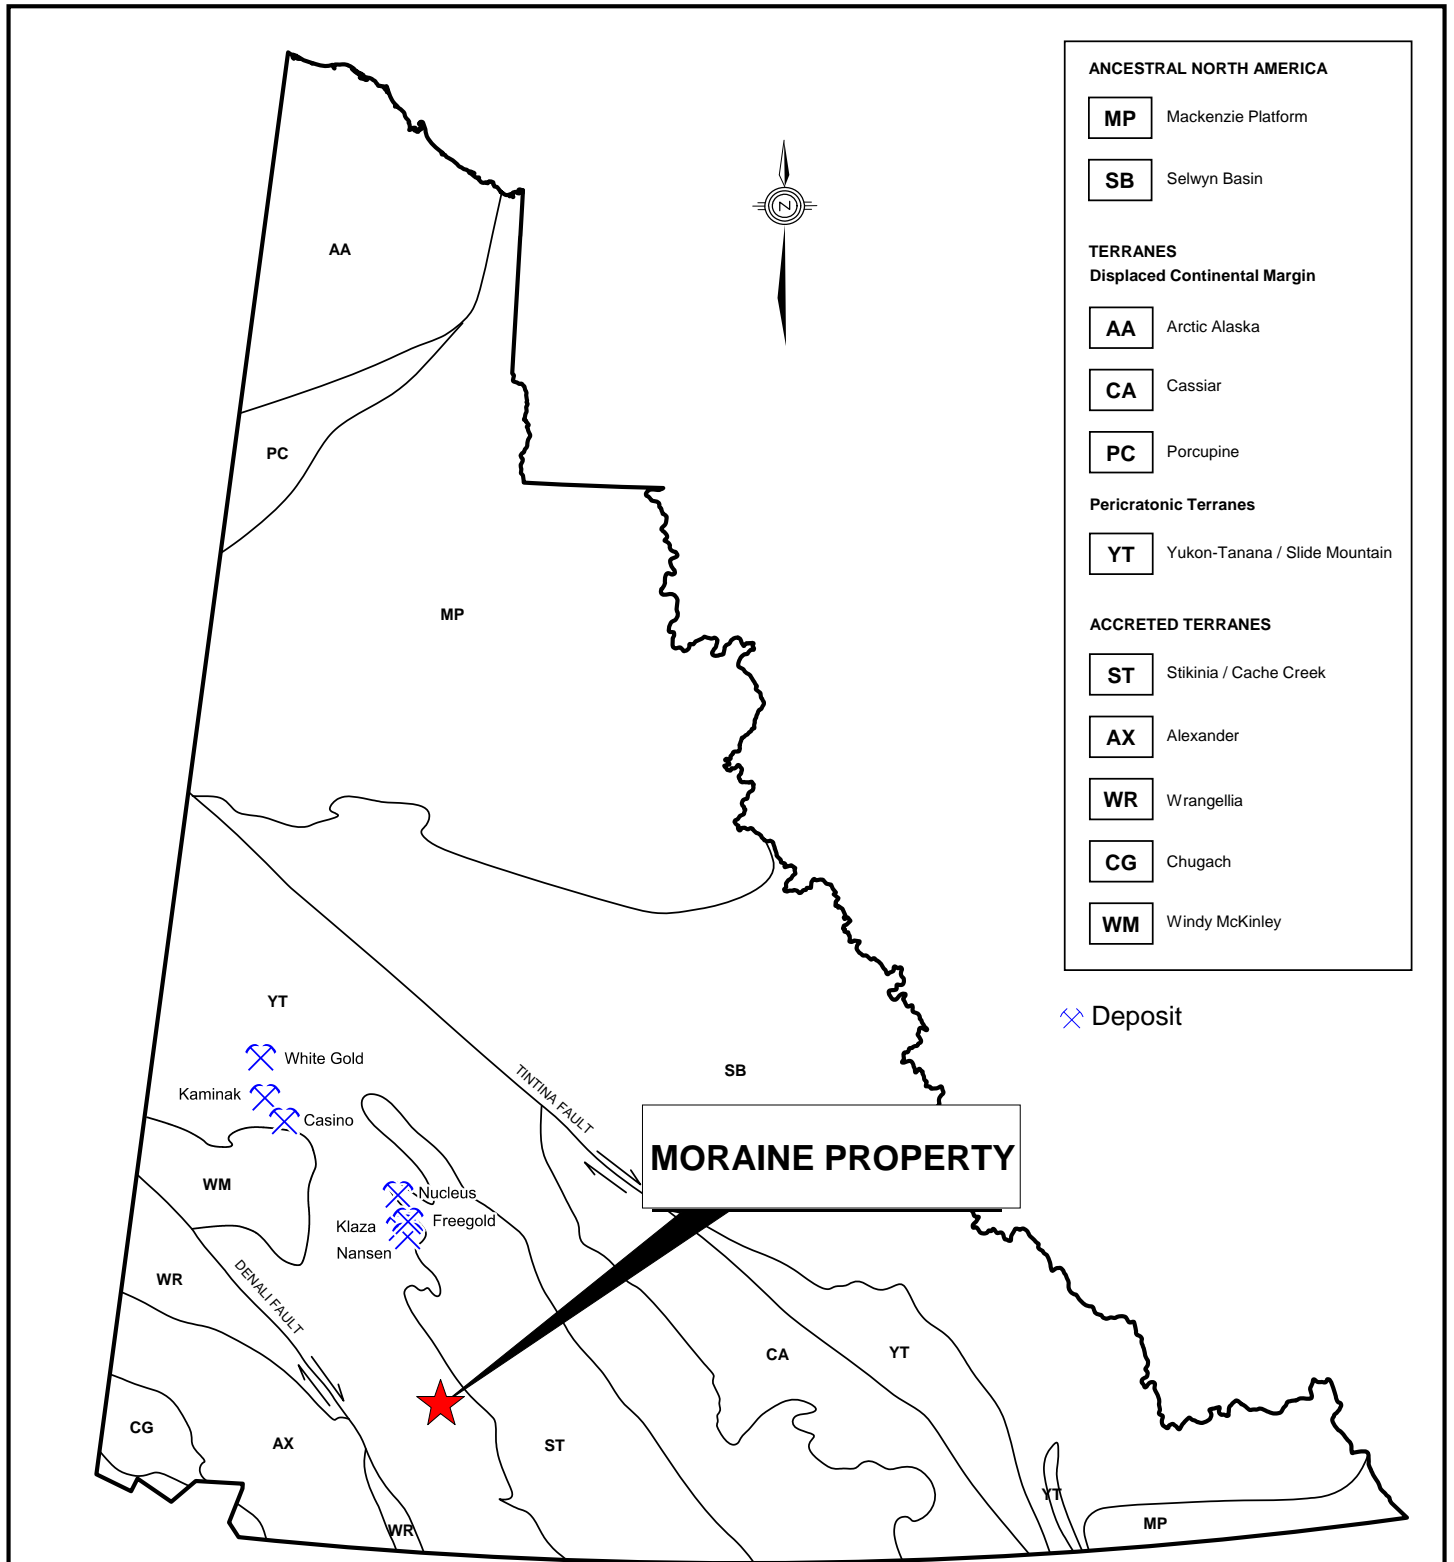 ANCESTRAL NORTH AMERICA
MP Mackenzie Platform
SB Selwyn Basin
TERRANES
Displaced Continental Margin
AA Arctic Alaska
CA Cassiar
PC Porcupine
Pericratonic Terranes
YT Yukon-Tanana / Slide Mountain
ACCRETED TERRANES
ST Stikinia / Cache Creek
AX Alexander
WR Wrangellia
CG Chugach
WM Windy McKinley
Deposit
N
AA
PC
MP
YT
White Gold
Kaminak
Casino
SB
TINTINA FAULT
MORAINE PROPERTY
WM
Nucleus
Freegold
Klaza
Nansen
WR
DENALI FAULT
CA
YT
CG
AX
ST
YT
WR
MP